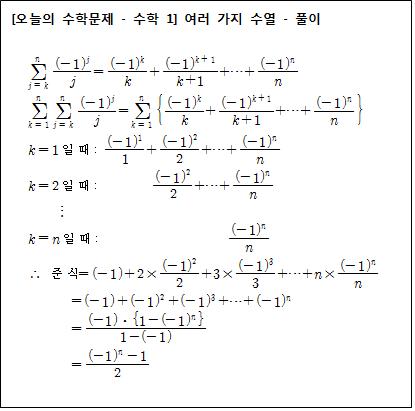 [오늘의 수학문제 - 수학 1] 여러 가지 수열 - 풀이
$\sum_{j=k}^{n} \frac{(-1)^j}{j} = \frac{(-1)^k}{k} + \frac{(-1)^{k+1}}{k+1} + \cdots + \frac{(-1)^n}{n}$
$\sum_{k=1}^{n} \sum_{j=k}^{n} \frac{(-1)^j}{j} = \sum_{k=1}^{n} \left\{ \frac{(-1)^k}{k} + \frac{(-1)^{k+1}}{k+1} + \cdots + \frac{(-1)^n}{n} \right\}$
$k=1$일 때 : $\frac{(-1)^1}{1} + \frac{(-1)^2}{2} + \cdots + \frac{(-1)^n}{n}$
$k=2$일 때 : $\frac{(-1)^2}{2} + \cdots + \frac{(-1)^n}{n}$
⋮
$k=n$일 때 : $\frac{(-1)^n}{n}$
∴ 준 식$= (-1) + 2 \times \frac{(-1)^2}{2} + 3 \times \frac{(-1)^3}{3} + \cdots + n \times \frac{(-1)^n}{n}$
$= (-1) + (-1)^2 + (-1)^3 + \cdots + (-1)^n$
$= \frac{(-1) \cdot \{1-(-1)^n\}}{1-(-1)}$
$= \frac{(-1)^n - 1}{2}$